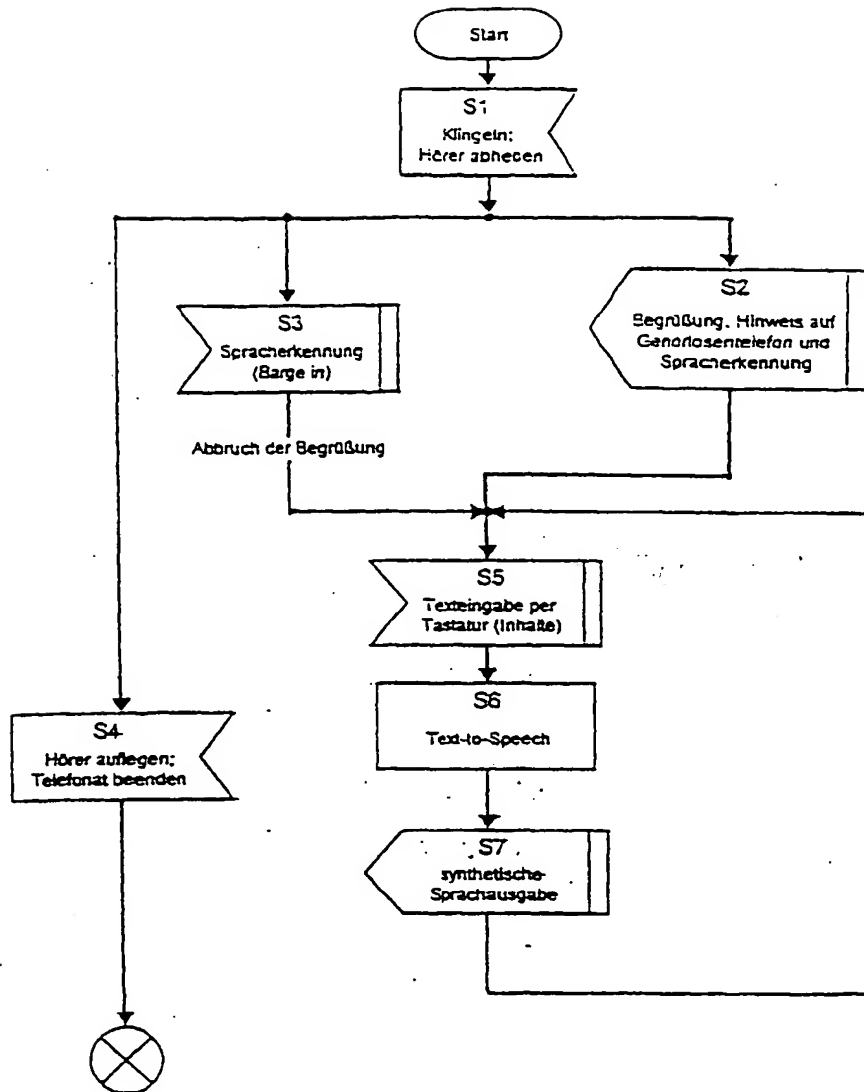 Start
S1
Klingeln;
Hörer abheben
S2
Begrüßung, Hinweis auf
Gehörlosentelefon und
Spracherkennung
S3
Spracherkennung
(Barge in)
Abbruch der Begrüßung
S5
Texteingabe per
Tastatur (Inhalte)
S6
Text-to-Speech
S4
Hörer auflegen;
Telefonat beenden
S7
synthetische
Sprachausgabe